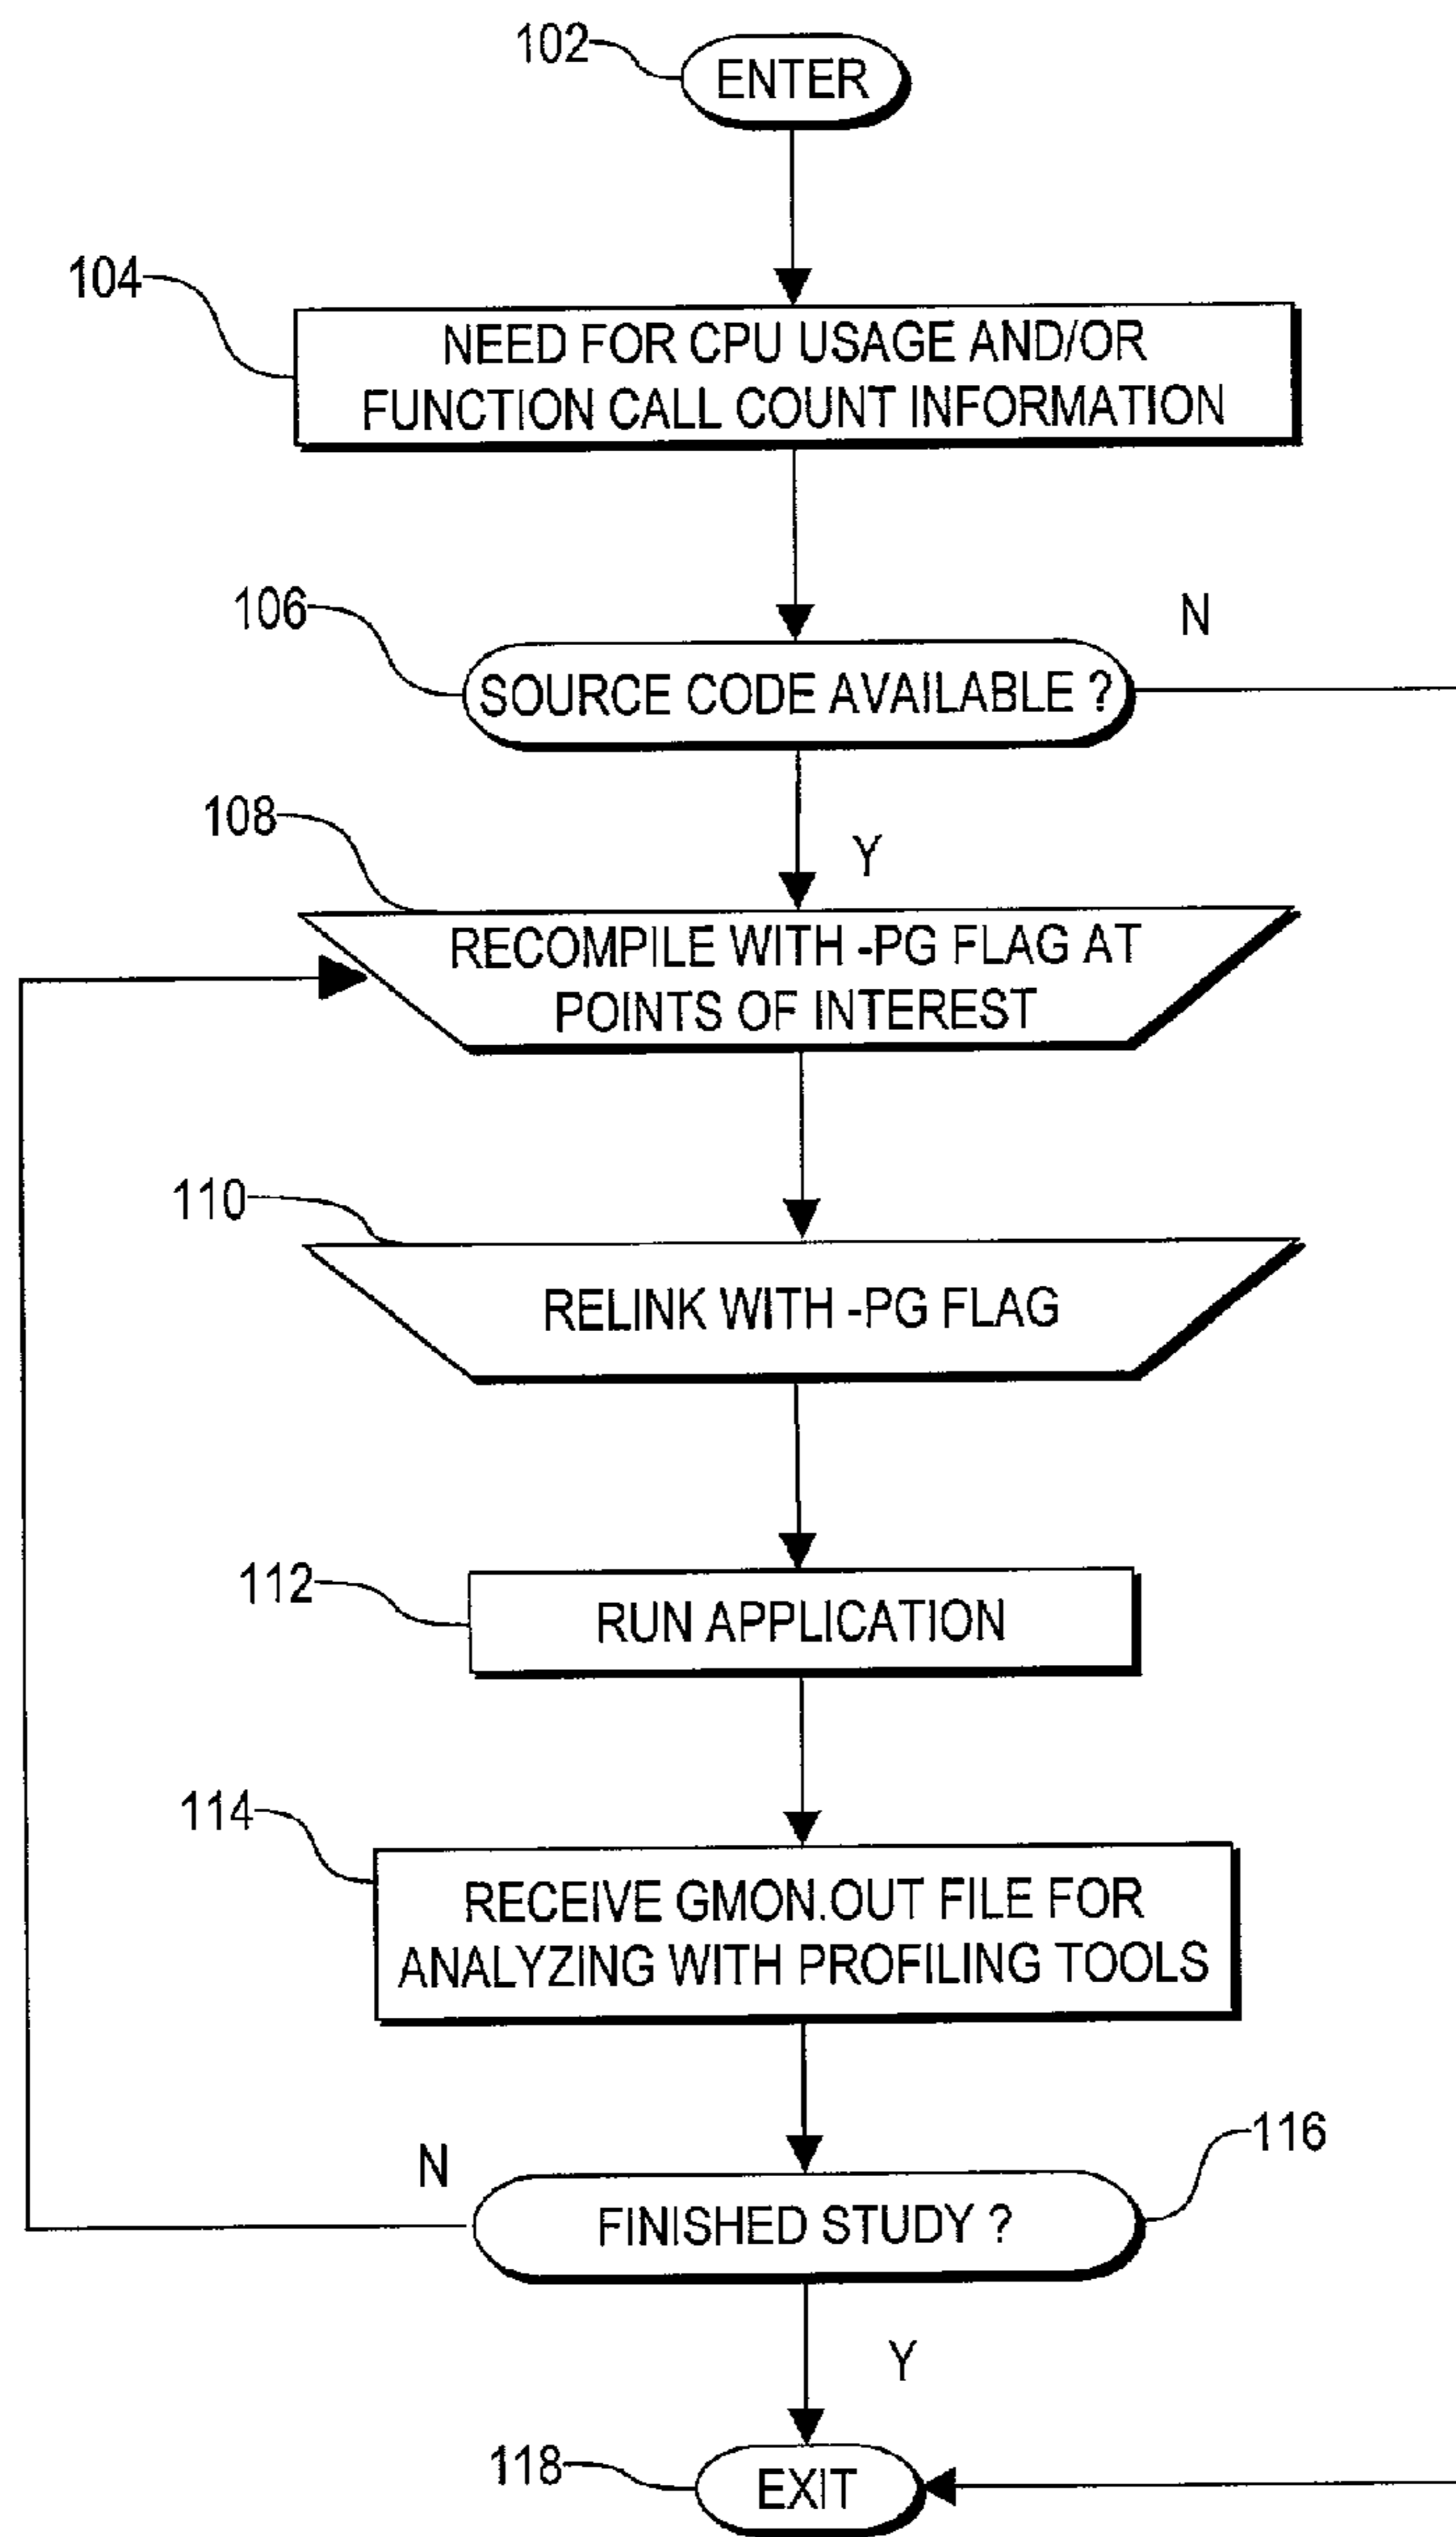 102
ENTER
104
NEED FOR CPU USAGE AND/OR
FUNCTION CALL COUNT INFORMATION
106
N
SOURCE CODE AVAILABLE ?
108
Y
RECOMPILE WITH -PG FLAG AT
POINTS OF INTEREST
110
RELINK WITH -PG FLAG
112
RUN APPLICATION
114
RECEIVE GMON.OUT FILE FOR
ANALYZING WITH PROFILING TOOLS
116
N
FINISHED STUDY ?
Y
118
EXIT